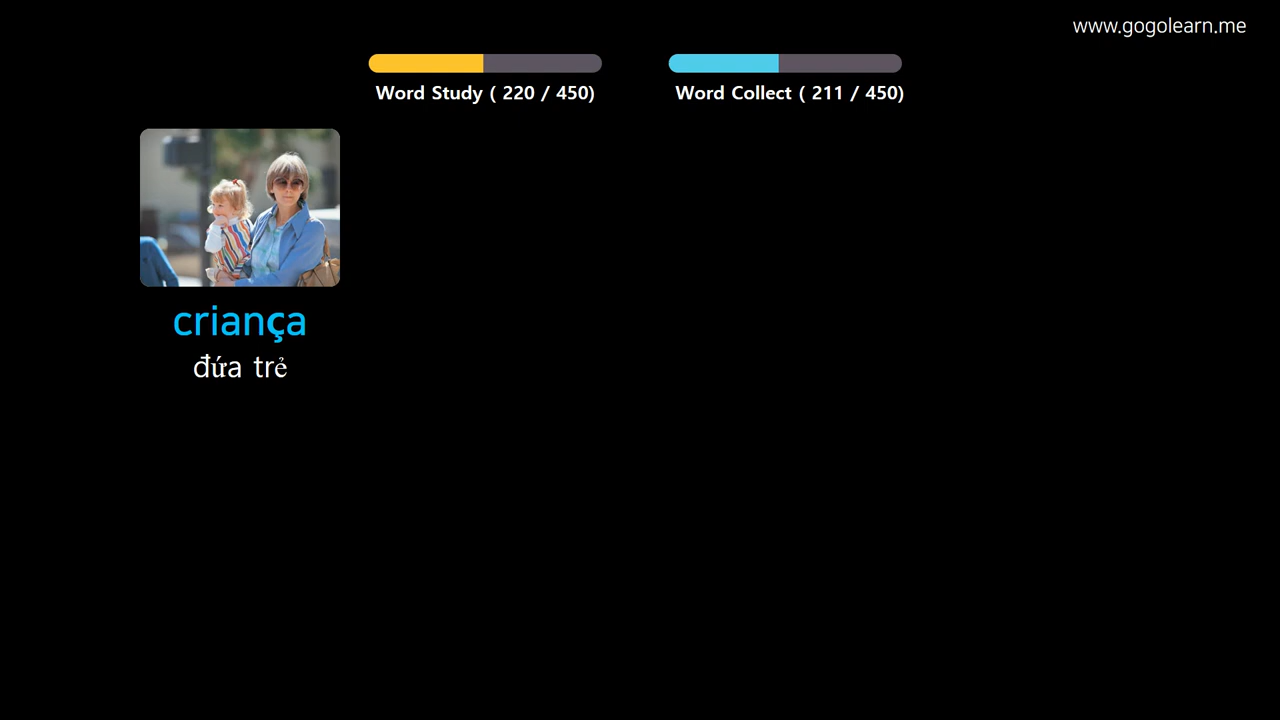 www.gogolearn.me
Word Study ( 220 / 450)
Word Collect ( 211 / 450)
criança
đứa trẻ